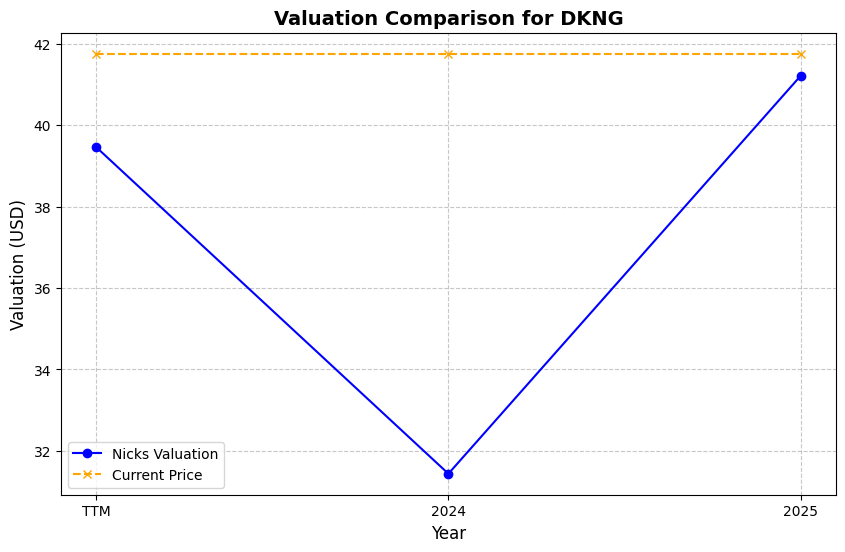 Valuation Comparison for DKNG
42
40
38
36
34
32
Valuation (USD)
Nicks Valuation
Current Price
TTM 2024 2025
Year